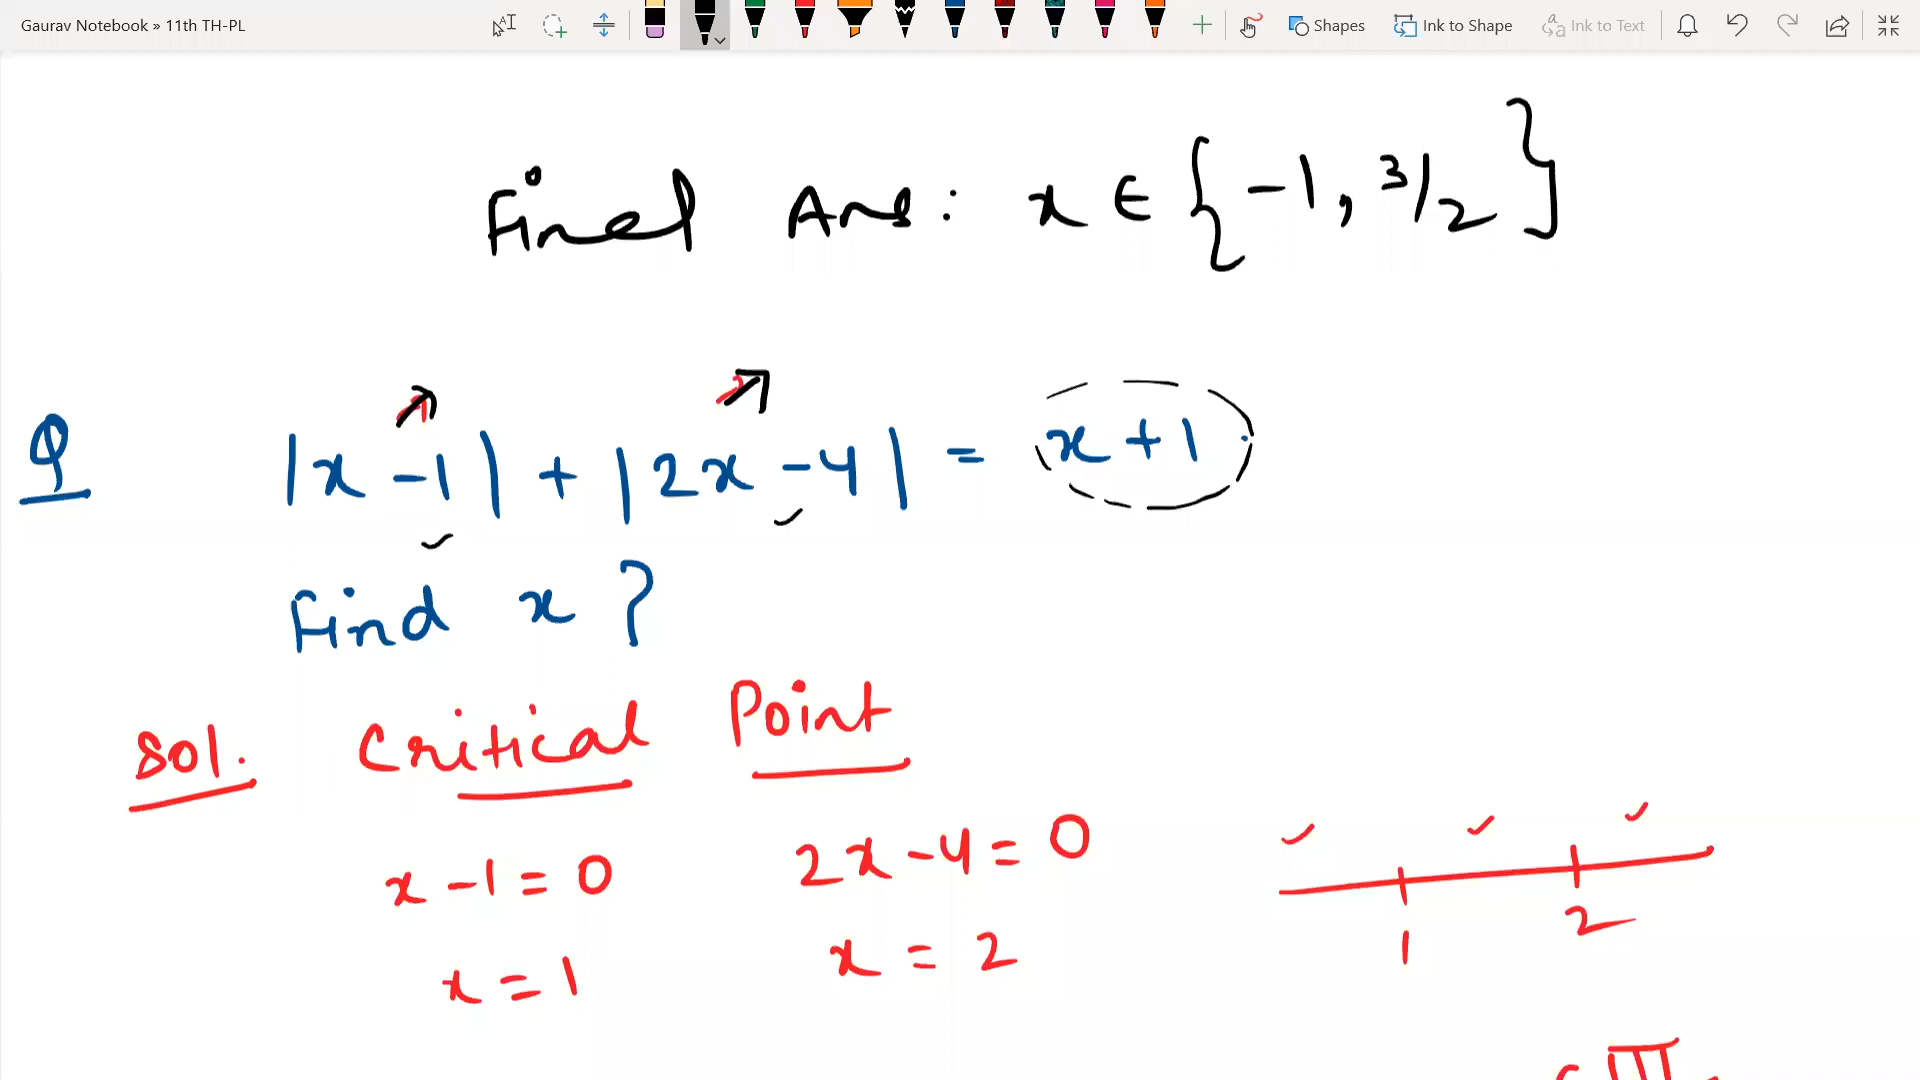 Gaurav Notebook » 11th TH-PL
Shapes
Ink to Shape
Ink to Text
Final Ans: x ∈ {-1, 3/2}
Q |x - 1| + |2x - 4| = x + 1
Find x ?
Sol. Critical Point
x - 1 = 0 2x - 4 = 0
x = 1 x = 2
1 2